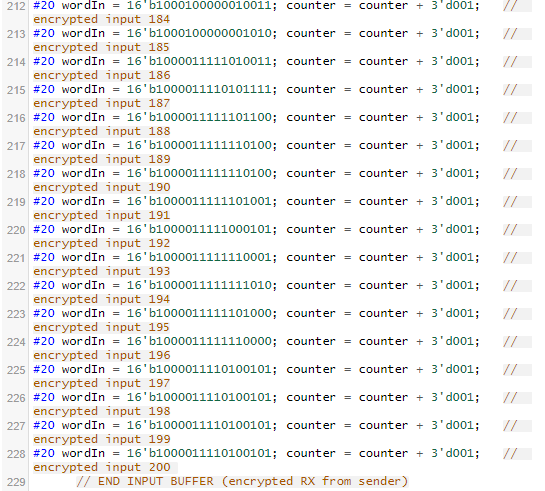 212 #20 wordIn = 16'b1000100000010011; counter = counter + 3'd001; //
encrypted input 184
213 #20 wordIn = 16'b1000100000001010; counter = counter + 3'd001; //
encrypted input 185
214 #20 wordIn = 16'b1000011111010011; counter = counter + 3'd001; //
encrypted input 186
215 #20 wordIn = 16'b1000011110101111; counter = counter + 3'd001; //
encrypted input 187
216 #20 wordIn = 16'b1000011111101100; counter = counter + 3'd001; //
encrypted input 188
217 #20 wordIn = 16'b1000011111110100; counter = counter + 3'd001; //
encrypted input 189
218 #20 wordIn = 16'b1000011111110100; counter = counter + 3'd001; //
encrypted input 190
219 #20 wordIn = 16'b1000011111101001; counter = counter + 3'd001; //
encrypted input 191
220 #20 wordIn = 16'b1000011111000101; counter = counter + 3'd001; //
encrypted input 192
221 #20 wordIn = 16'b1000011111110001; counter = counter + 3'd001; //
encrypted input 193
222 #20 wordIn = 16'b1000011111111010; counter = counter + 3'd001; //
encrypted input 194
223 #20 wordIn = 16'b1000011111101000; counter = counter + 3'd001; //
encrypted input 195
224 #20 wordIn = 16'b1000011111110000; counter = counter + 3'd001; //
encrypted input 196
225 #20 wordIn = 16'b1000011110100101; counter = counter + 3'd001; //
encrypted input 197
226 #20 wordIn = 16'b1000011110100101; counter = counter + 3'd001; //
encrypted input 198
227 #20 wordIn = 16'b1000011110100101; counter = counter + 3'd001; //
encrypted input 199
228 #20 wordIn = 16'b1000011110100101; counter = counter + 3'd001; //
encrypted input 200
229 // END INPUT BUFFER (encrypted RX from sender)